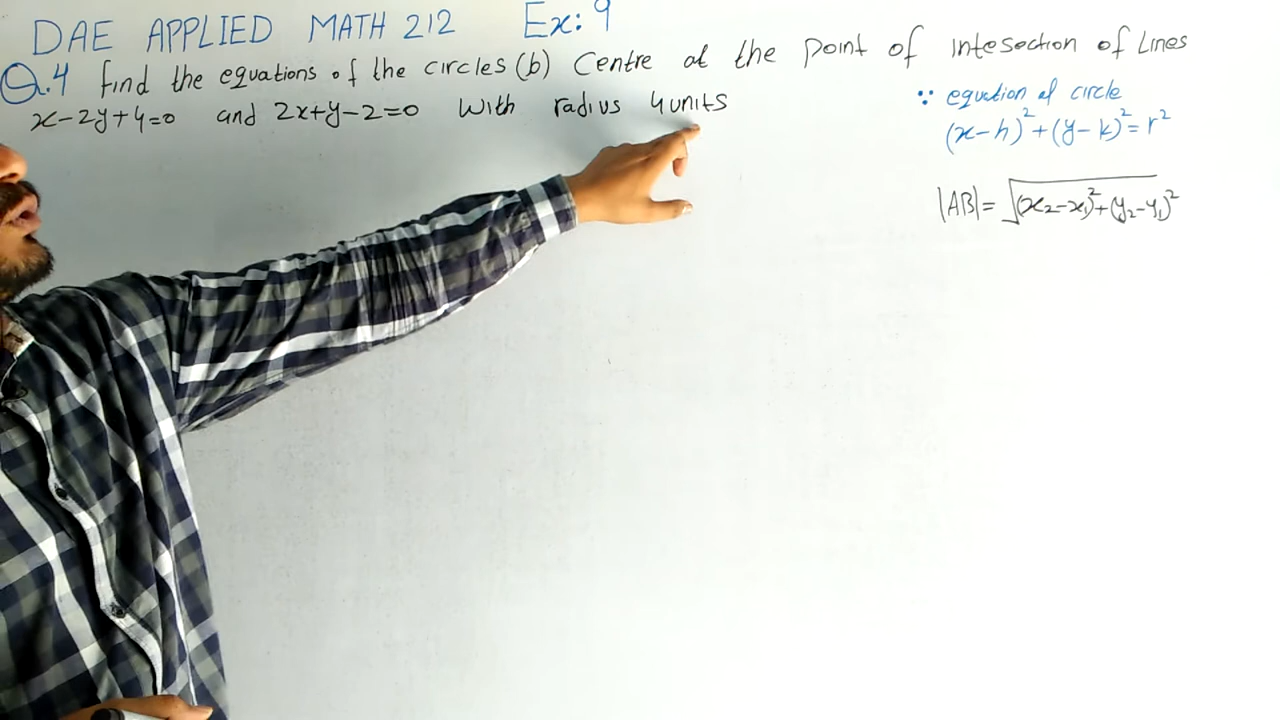 DAE APPLIED MATH 212 Ex: 9
Q.4 find the equations of the circles (b) Centre at the point of intesection of Lines
x-2y+4=0 and 2x+y-2=0 with radius 4units
∵ equation of circle
(x-h)²+(y-k)²=r²
|AB|=√(x₂-x₁)²+(y₂-y₁)²